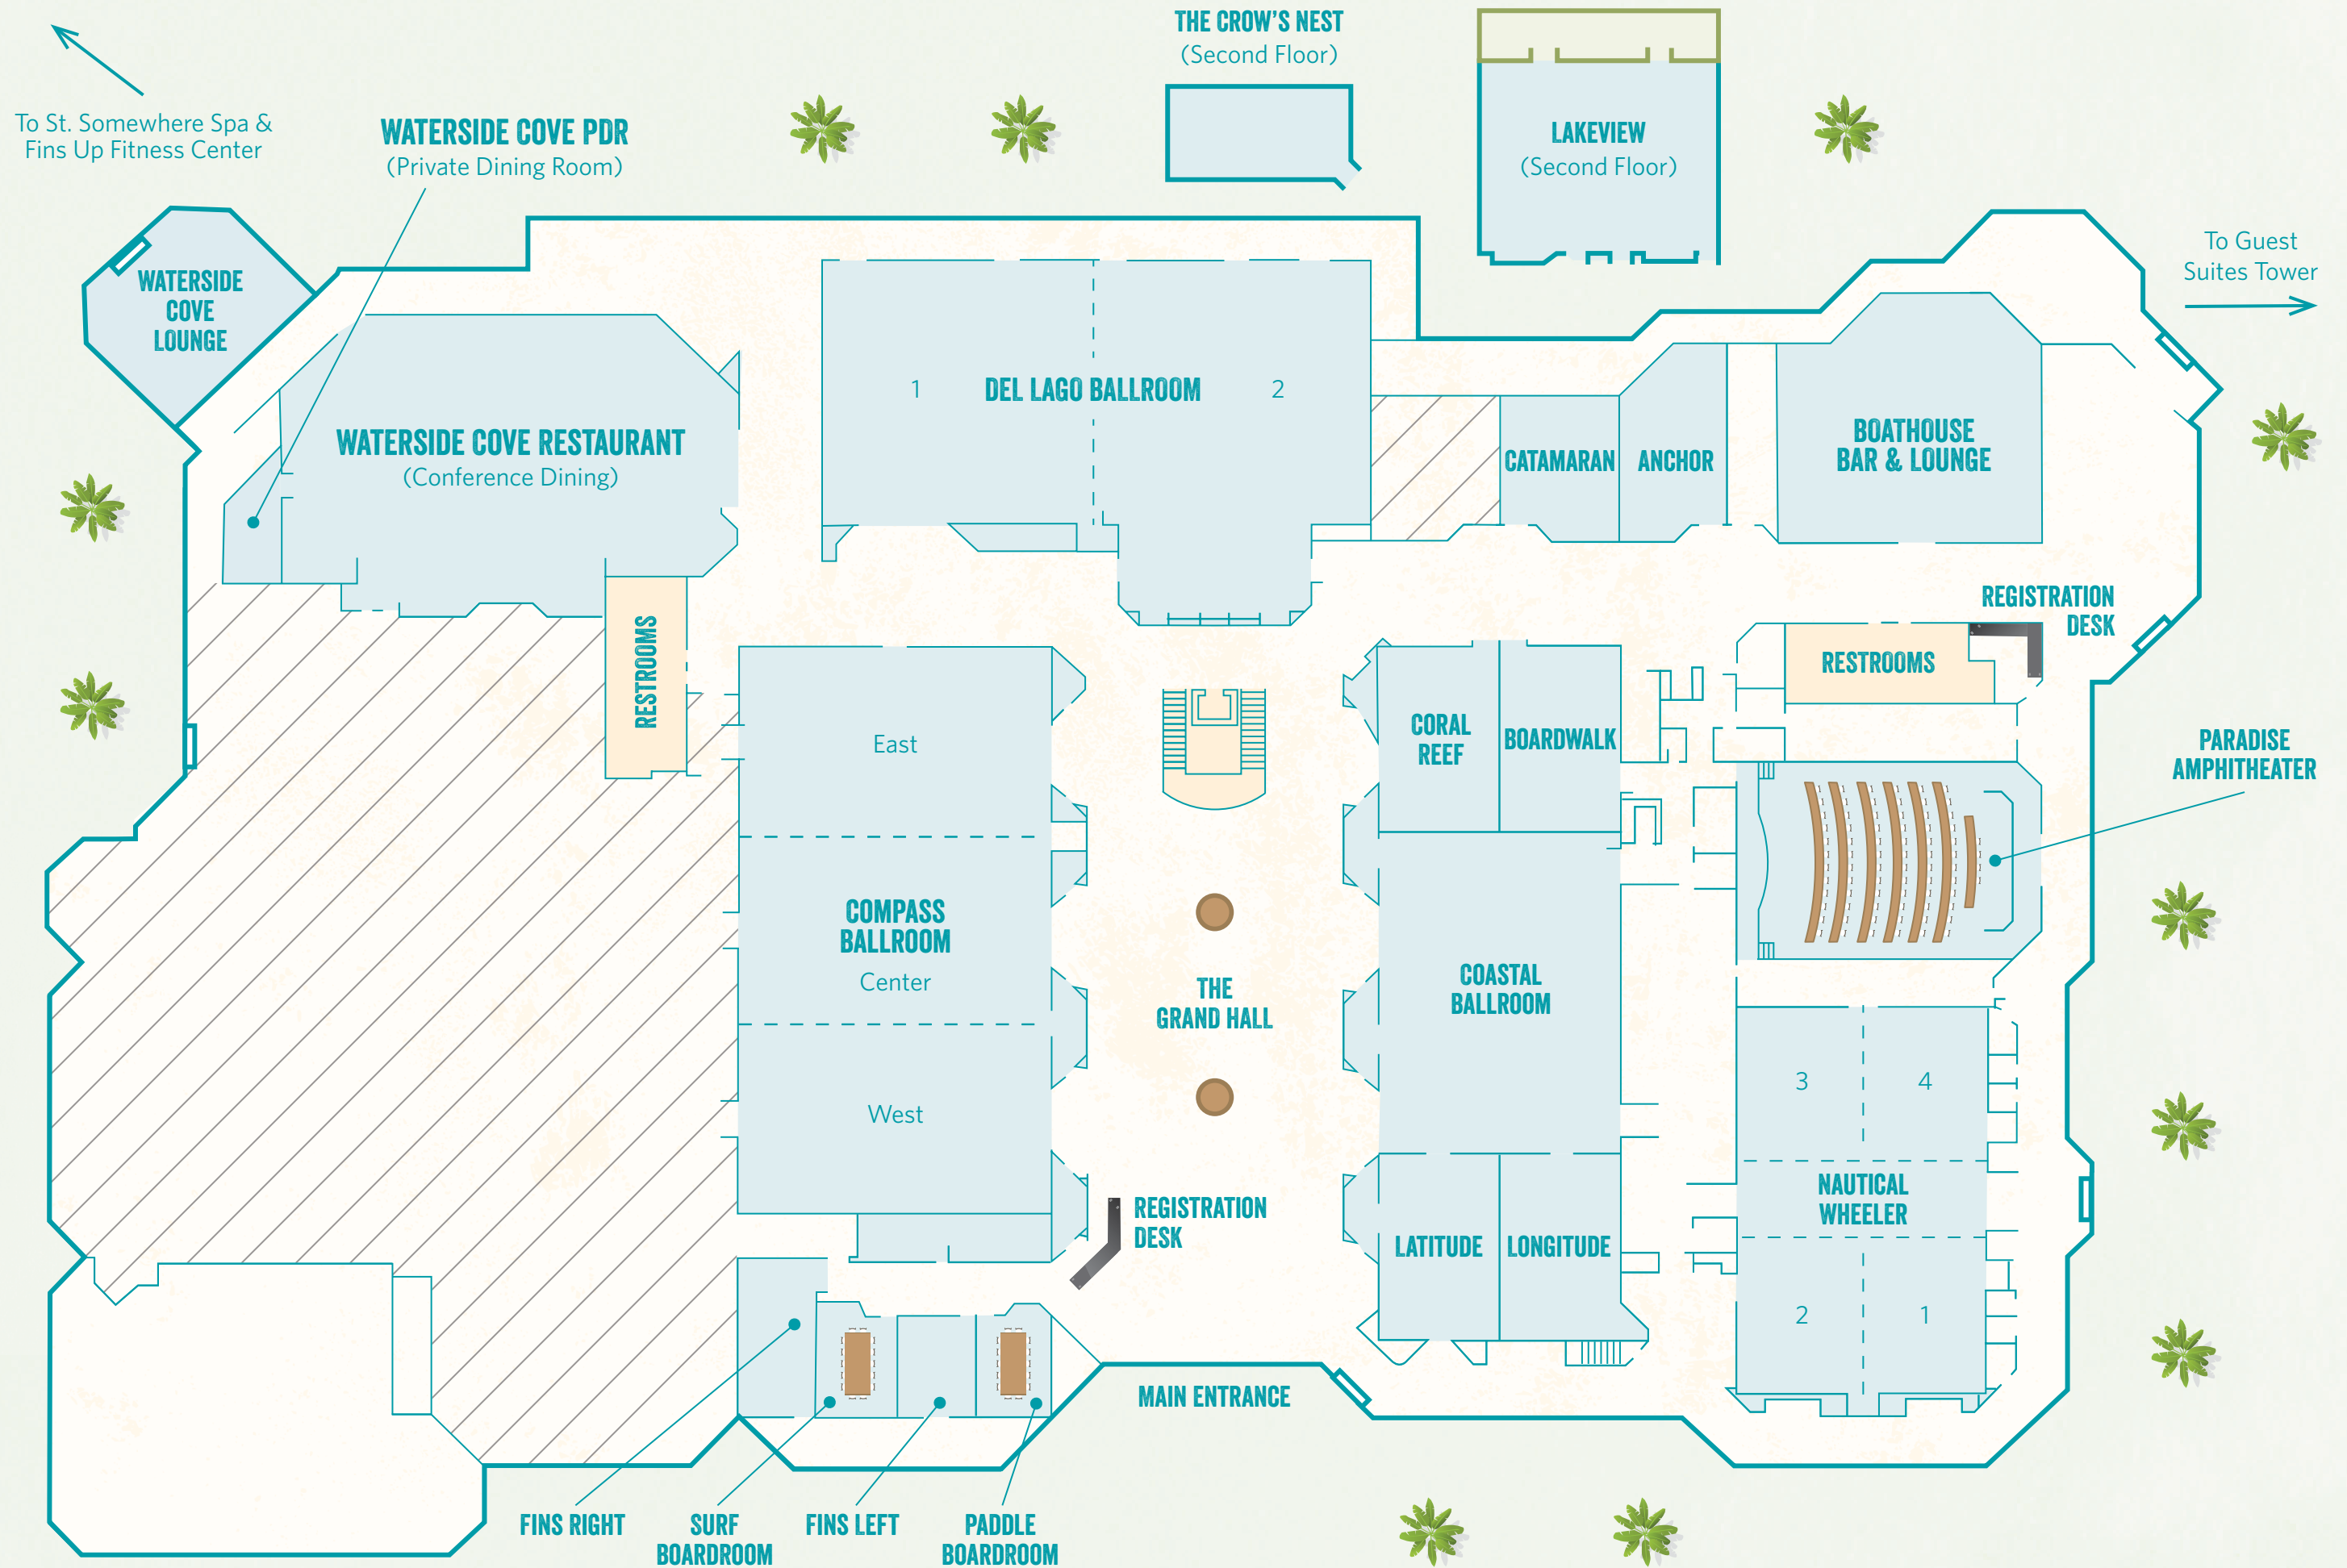 THE CROW'S NEST
(Second Floor)
LAKEVIEW
(Second Floor)
To St. Somewhere Spa &
Fins Up Fitness Center
WATERSIDE COVE PDR
(Private Dining Room)
To Guest
Suites Tower
WATERSIDE
COVE
LOUNGE
WATERSIDE COVE RESTAURANT
(Conference Dining)
1
DEL LAGO BALLROOM
2
CATAMARAN
ANCHOR
BOATHOUSE
BAR & LOUNGE
REGISTRATION
DESK
RESTROOMS
RESTROOMS
East
CORAL
REEF
BOARDWALK
PARADISE
AMPHITHEATER
COMPASS
BALLROOM
Center
THE
GRAND HALL
COASTAL
BALLROOM
West
3
4
NAUTICAL
WHEELER
REGISTRATION
DESK
LATITUDE
LONGITUDE
2
1
MAIN ENTRANCE
FINS RIGHT
SURF
BOARDROOM
FINS LEFT
PADDLE
BOARDROOM